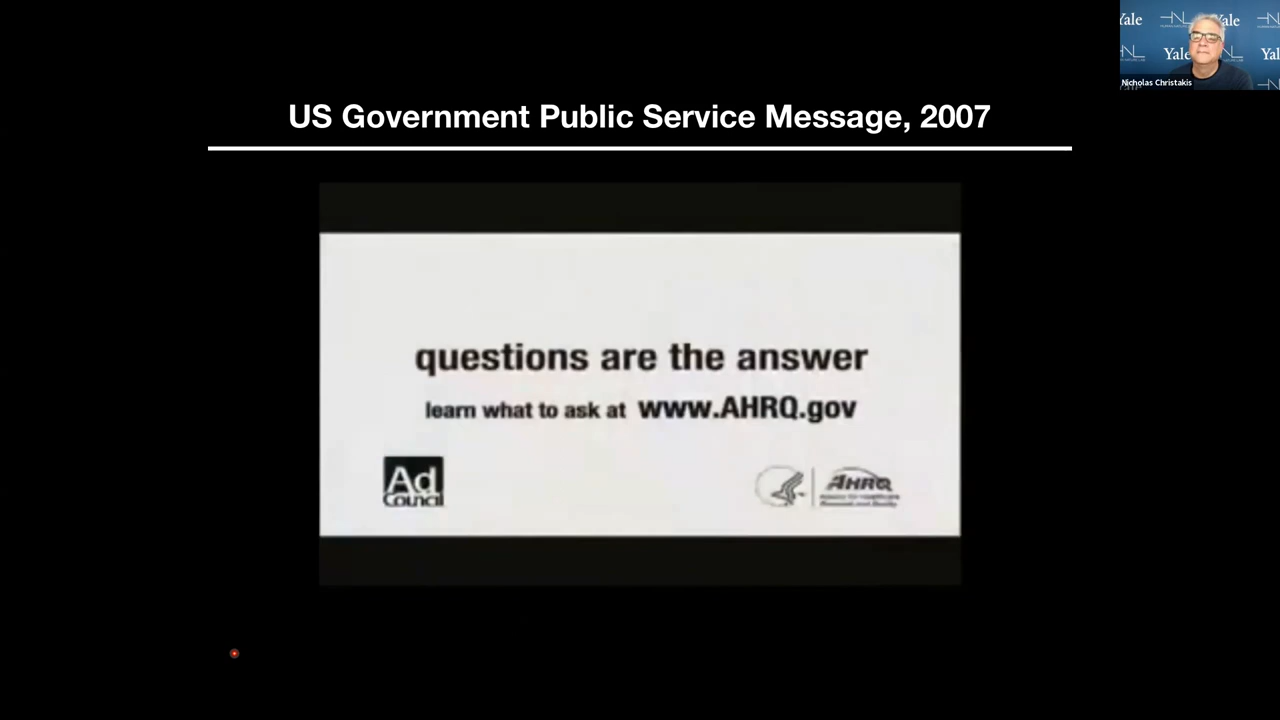 US Government Public Service Message, 2007
questions are the answer
learn what to ask at www.AHRQ.gov
Ad
Council
AHRQ
Yale
Yale
Yale
Yal
Nicholas Christakis